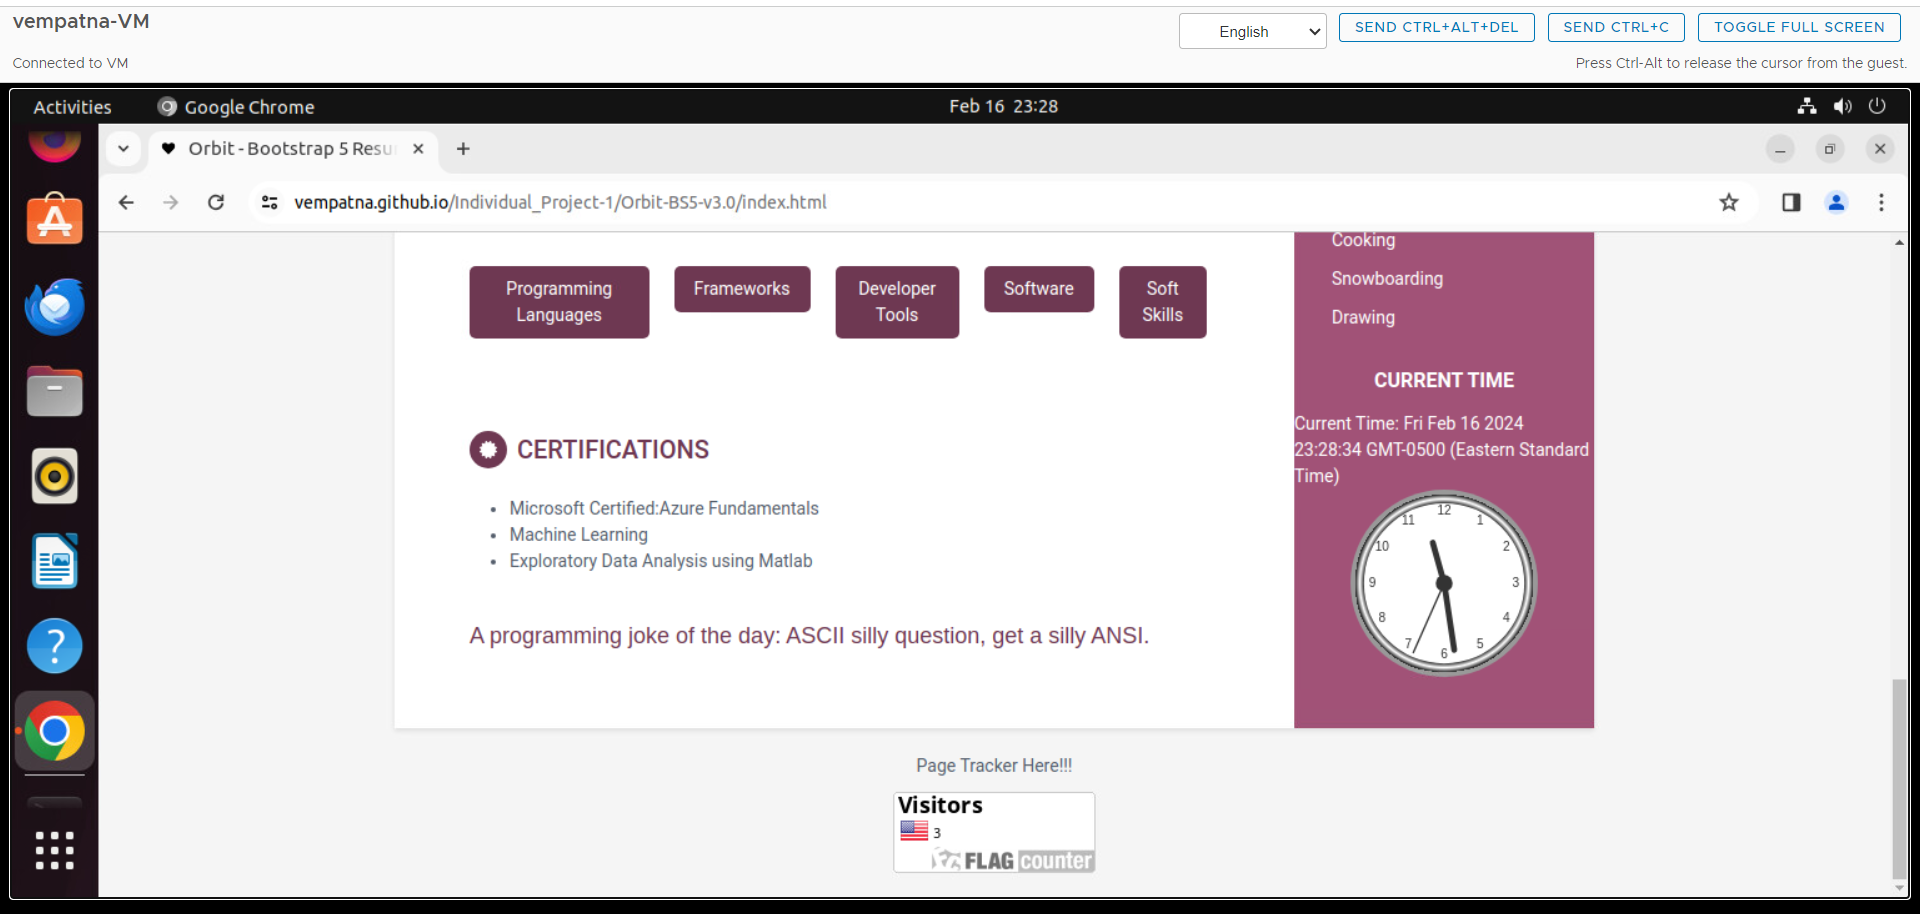 vempatna-VM
English
SEND CTRL+ALT+DEL
SEND CTRL+C
TOGGLE FULL SCREEN
Connected to VM
Press Ctrl-Alt to release the cursor from the guest.
Activities
Google Chrome
Feb 16 23:28
Orbit - Bootstrap 5 Resu
vempatna.github.io/Individual_Project-1/Orbit-BS5-v3.0/index.html
Programming
Languages
Frameworks
Developer
Tools
Software
Soft
Skills
CERTIFICATIONS
Microsoft Certified:Azure Fundamentals
Machine Learning
Exploratory Data Analysis using Matlab
A programming joke of the day: ASCII silly question, get a silly ANSI.
Cooking
Snowboarding
Drawing
CURRENT TIME
Current Time: Fri Feb 16 2024
23:28:34 GMT-0500 (Eastern Standard
Time)
12
1
2
3
4
5
6
7
8
9
10
11
Page Tracker Here!!!
Visitors
3
FLAG counter